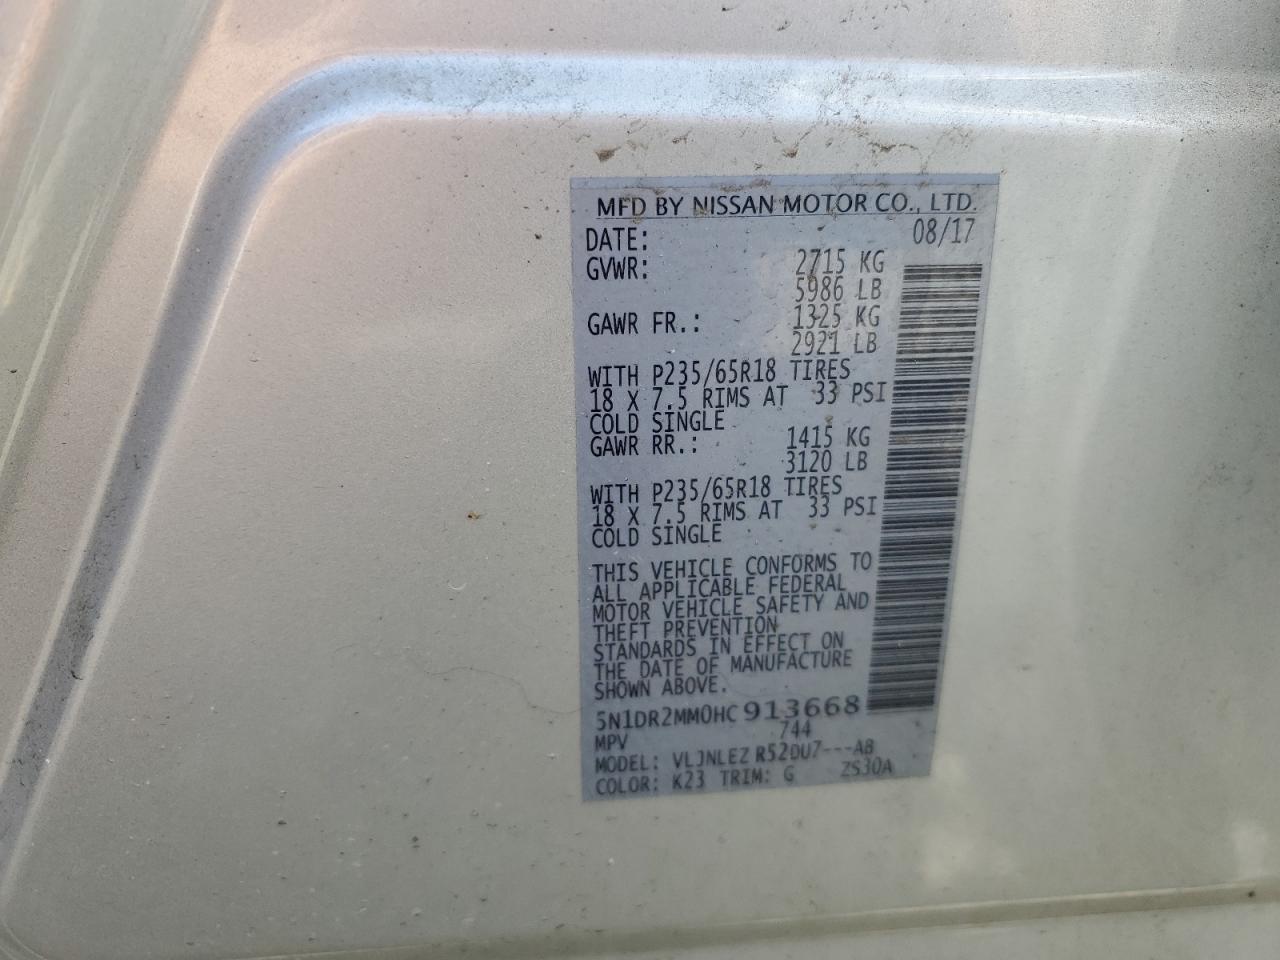 MFD BY NISSAN MOTOR CO., LTD.
DATE: 08/17
GVWR: 2715 KG
5986 LB
GAWR FR.: 1325 KG
2921 LB
WITH P235/65R18 TIRES
18 X 7.5 RIMS AT 33 PSI
COLD SINGLE
GAWR RR.: 1415 KG
3120 LB
WITH P235/65R18 TIRES
18 X 7.5 RIMS AT 33 PSI
COLD SINGLE
THIS VEHICLE CONFORMS TO
ALL APPLICABLE FEDERAL
MOTOR VEHICLE SAFETY AND
THEFT PREVENTION
STANDARDS IN EFFECT ON
THE DATE OF MANUFACTURE
SHOWN ABOVE.
5N1DR2MM0HC913668
MPV 744
MODEL: VLJNLEZ R520U7---AB
COLOR: K23 TRIM: G ZS30A